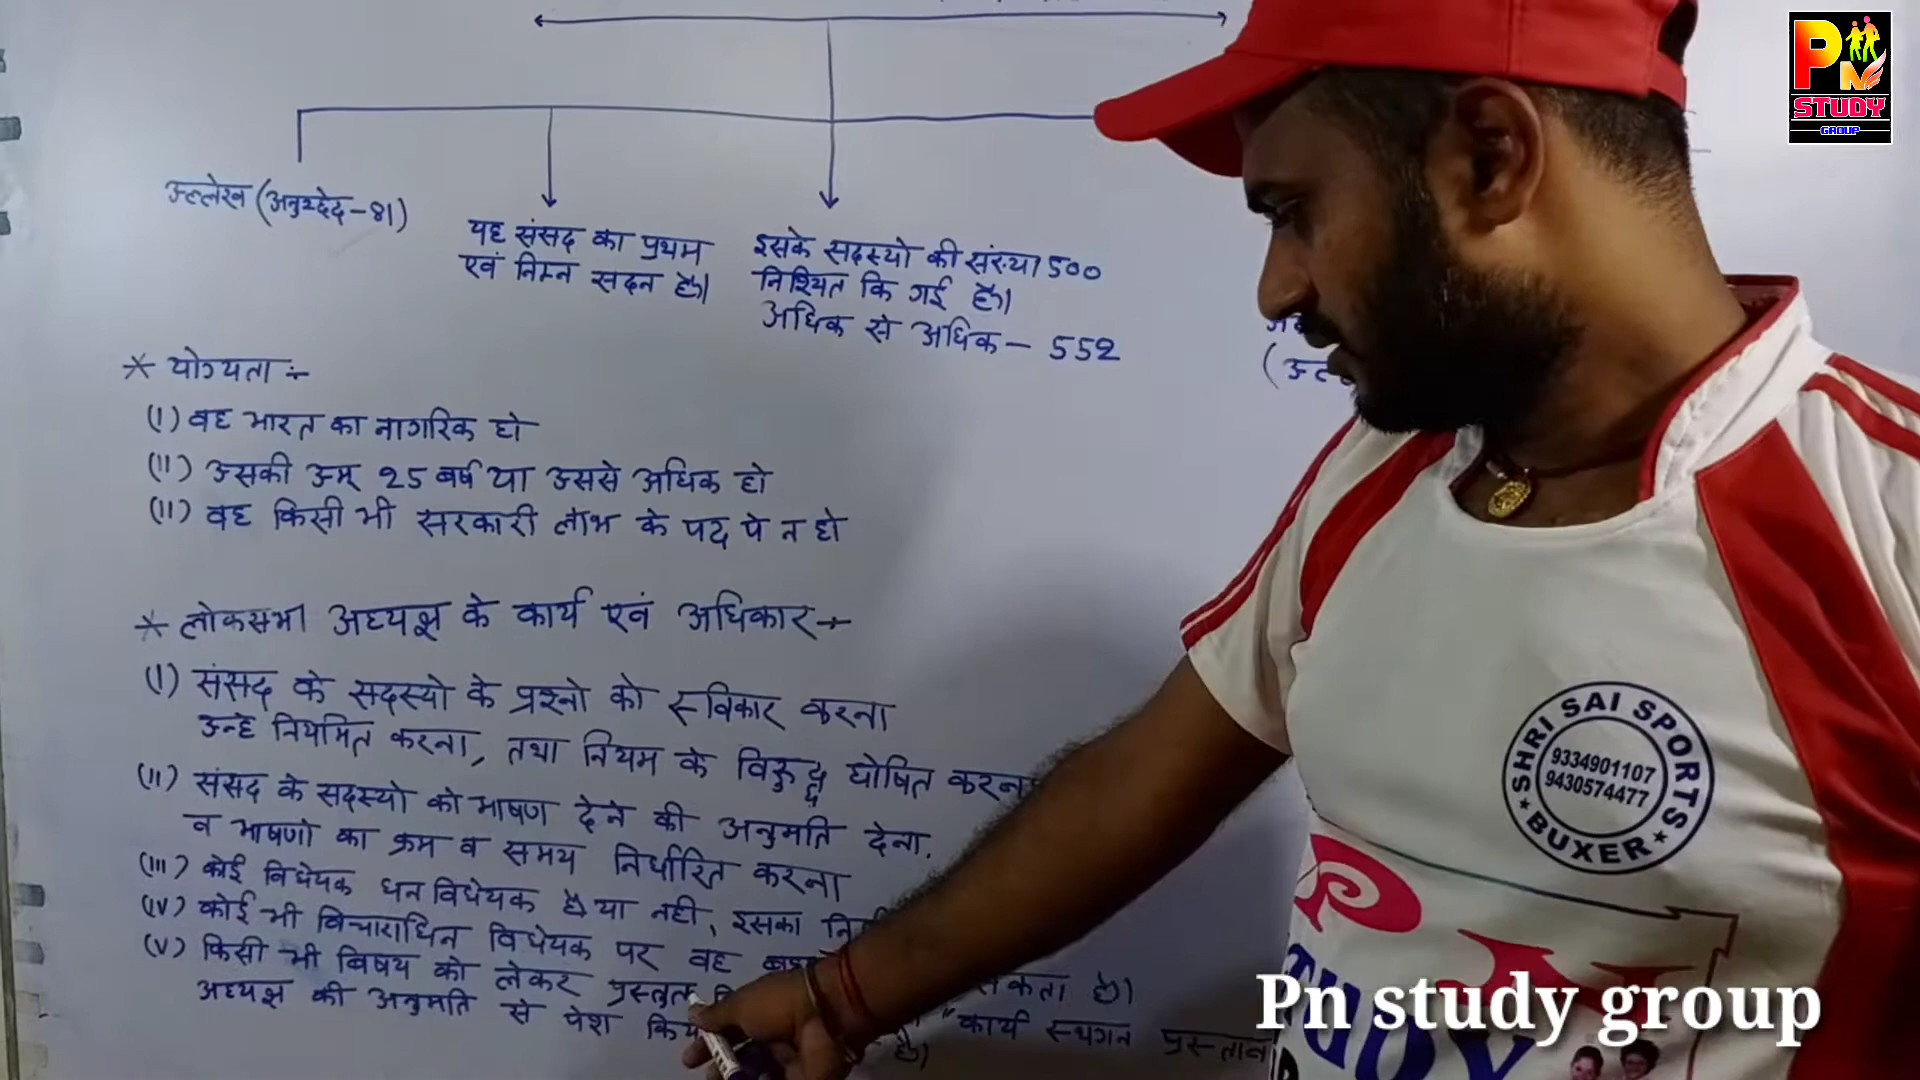 उल्लेख (अनुच्छेद-81)
यह संसद का प्रथम
एवं निम्न सदन है।
इसके सदस्यो की संख्या 500
निश्चित कि गई है।
अधिक से अधिक - 552
* योग्यता :-
(I) वह भारत का नागरिक हो
(II) उसकी उम्र 25 वर्ष या उससे अधिक हो
(II) वह किसी भी सरकारी लाभ के पद पे न हो
* लोकसभा अध्यक्ष के कार्य एवं अधिकार :-
(I) संसद के सदस्यो के प्रश्नो को स्विकार करना
उन्हे नियमित करना, तथा नियम के विरुद्ध घोषित करना
(II) संसद के सदस्यो को भाषण देने की अनुमति देना.
व भाषणो का क्रम व समय निर्धारित करना
(III) कोई विधेयक धन विधेयक है या नही, इसका
(IV) कोई भी विचाराधिन विधेयक पर वह सकता है।
(V) किसी भी विषय को लेकर प्रस्तुत "कार्य स्थगन प्रस्ताव
अध्यक्ष की अनुमति से पेश किया है।
PN
STUDY
GROUP
SHRI SAI SPORTS
9334901107
9430574477
BUXER
Pn study group